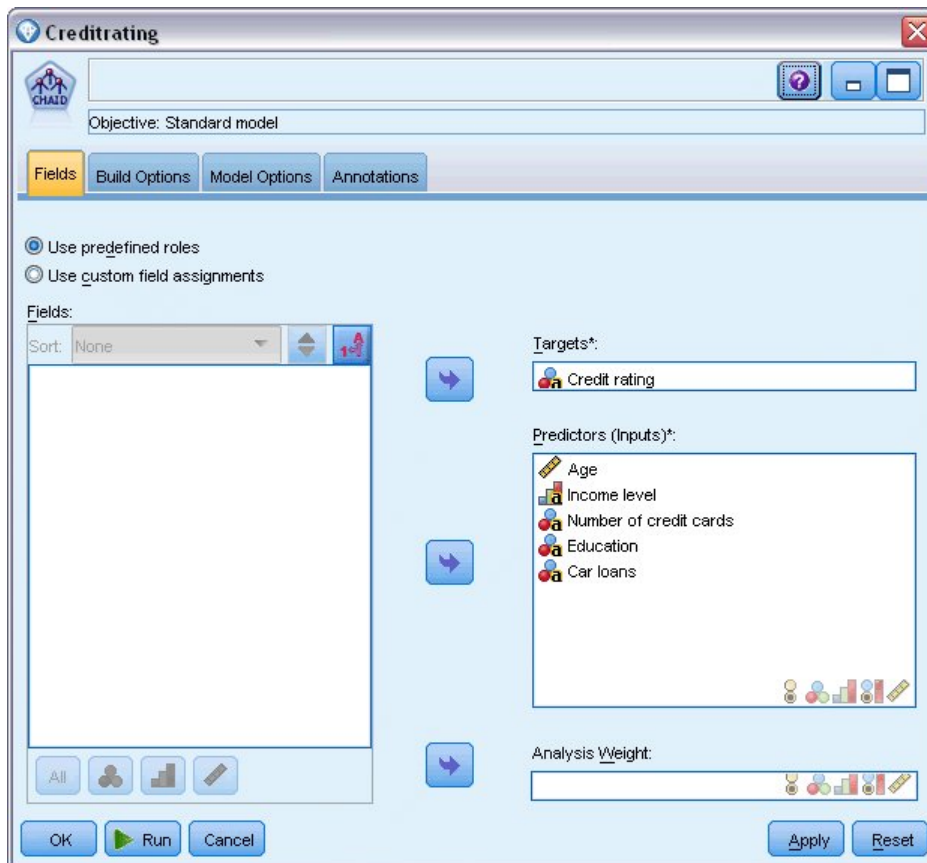 Creditrating
CHAID
Objective: Standard model
Fields Build Options Model Options Annotations
Use predefined roles
Use custom field assignments
Fields:
Sort: None
Targets*:
Credit rating
Predictors (Inputs)*:
Age
Income level
Number of credit cards
Education
Car loans
All
Analysis Weight:
OK Run Cancel Apply Reset